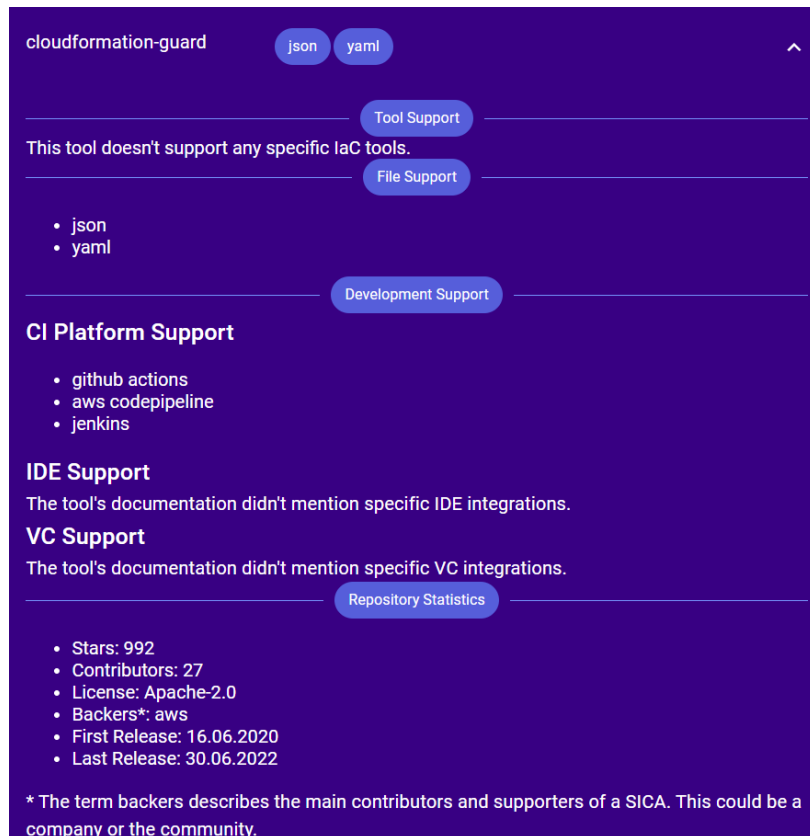 cloudformation-guard json yaml
Tool Support
This tool doesn't support any specific IaC tools.
File Support
json
yaml
Development Support
CI Platform Support
github actions
aws codepipeline
jenkins
IDE Support
The tool's documentation didn't mention specific IDE integrations.
VC Support
The tool's documentation didn't mention specific VC integrations.
Repository Statistics
Stars: 992
Contributors: 27
License: Apache-2.0
Backers*: aws
First Release: 16.06.2020
Last Release: 30.06.2022
* The term backers describes the main contributors and supporters of a SICA. This could be a
company or the community.